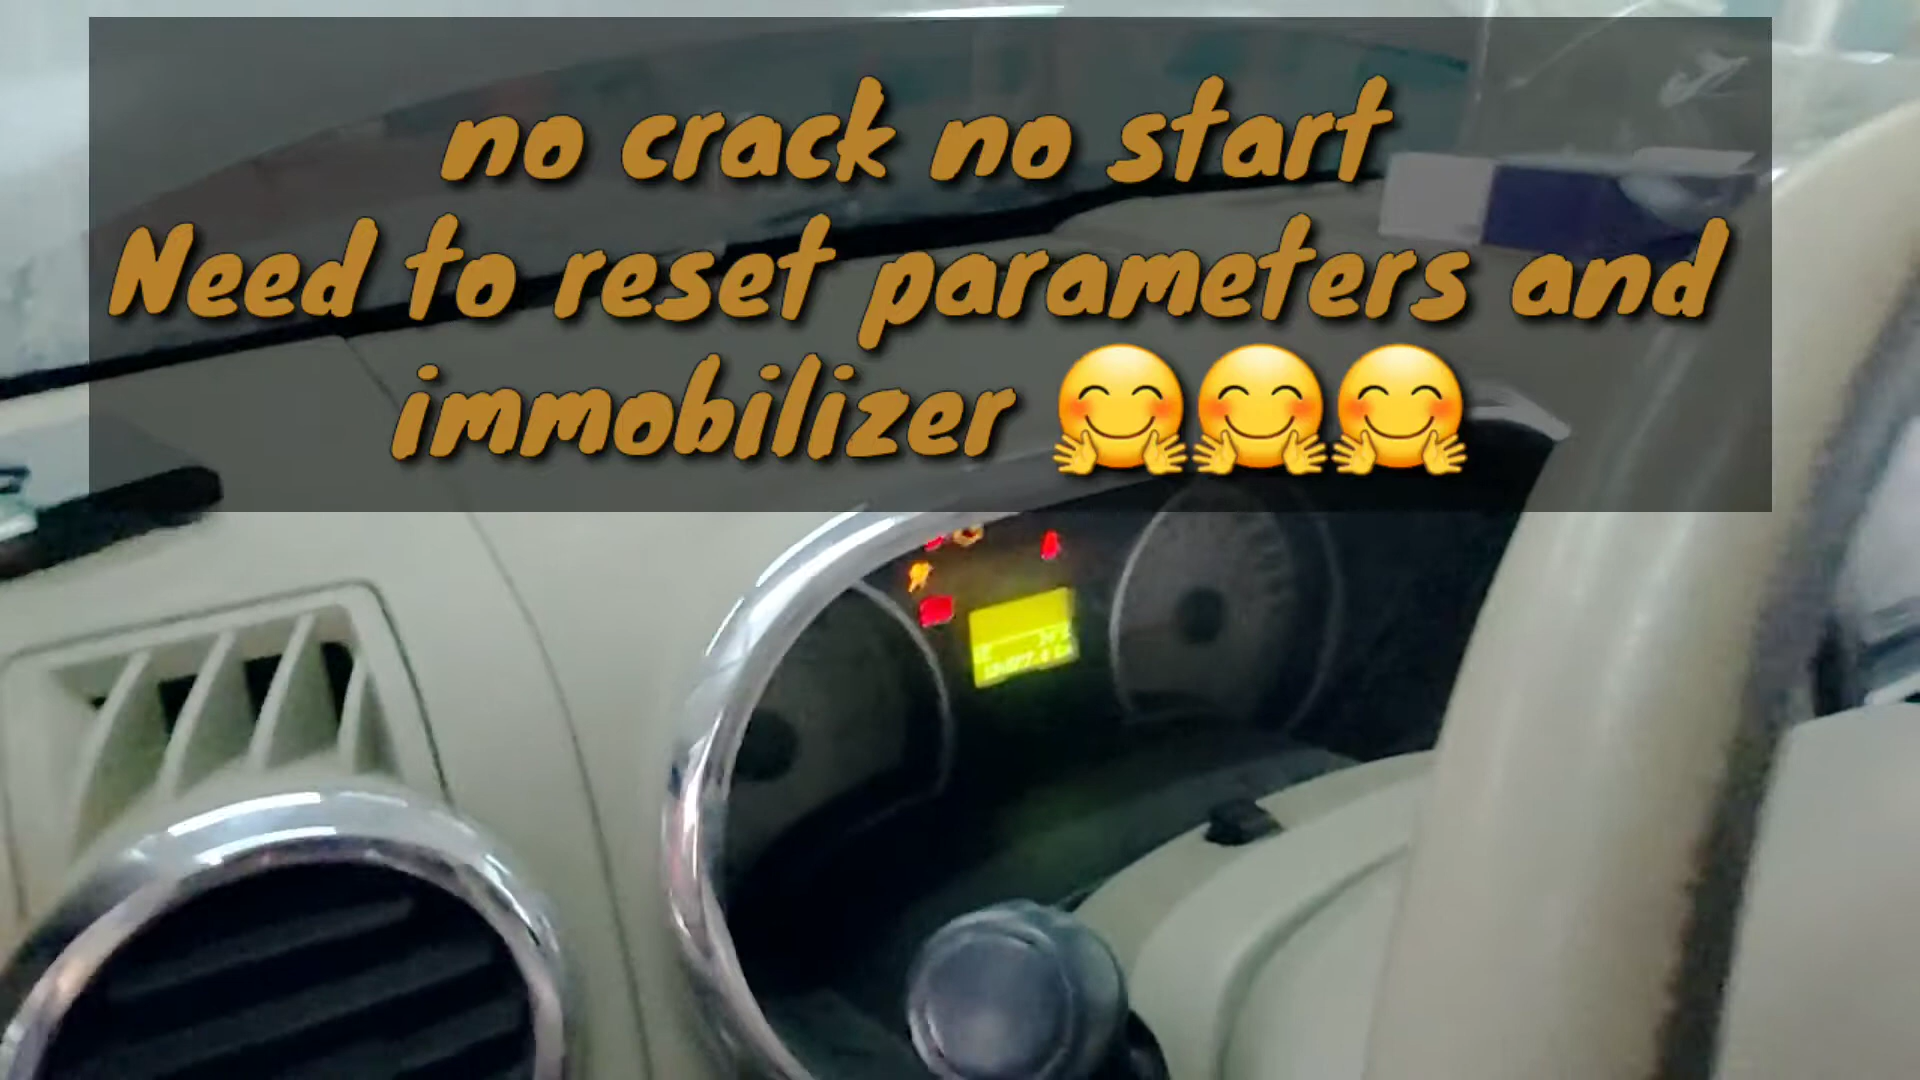 no crack no start
Need to reset parameters and
immobilizer 🤗🤗🤗